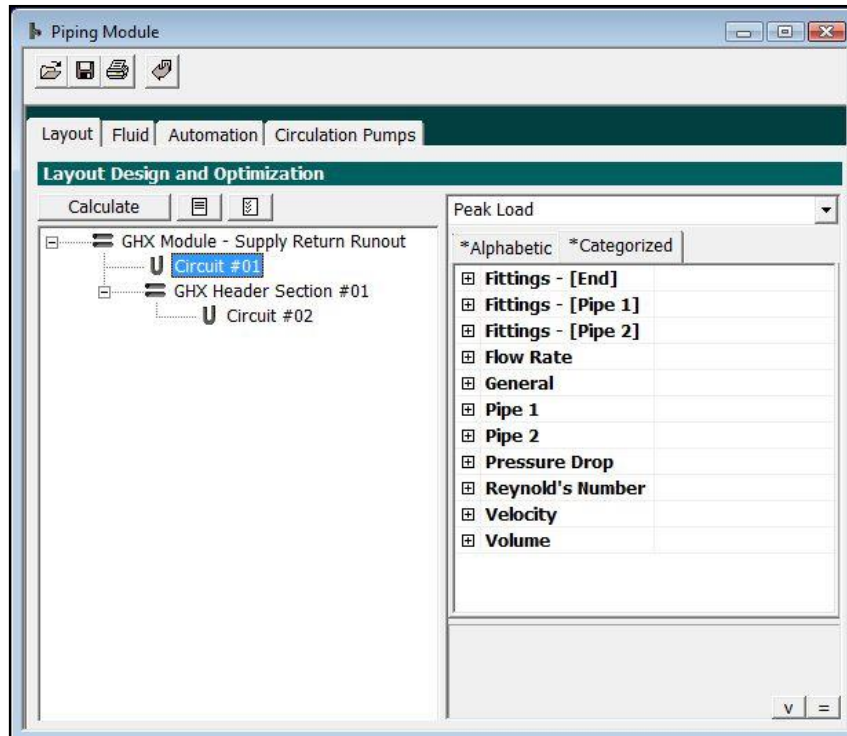 Piping Module
Layout Fluid Automation Circulation Pumps
Layout Design and Optimization
Calculate
GHX Module - Supply Return Runout
Circuit #01
GHX Header Section #01
Circuit #02
Peak Load
*Alphabetic *Categorized
Fittings - [End]
Fittings - [Pipe 1]
Fittings - [Pipe 2]
Flow Rate
General
Pipe 1
Pipe 2
Pressure Drop
Reynold's Number
Velocity
Volume
v =